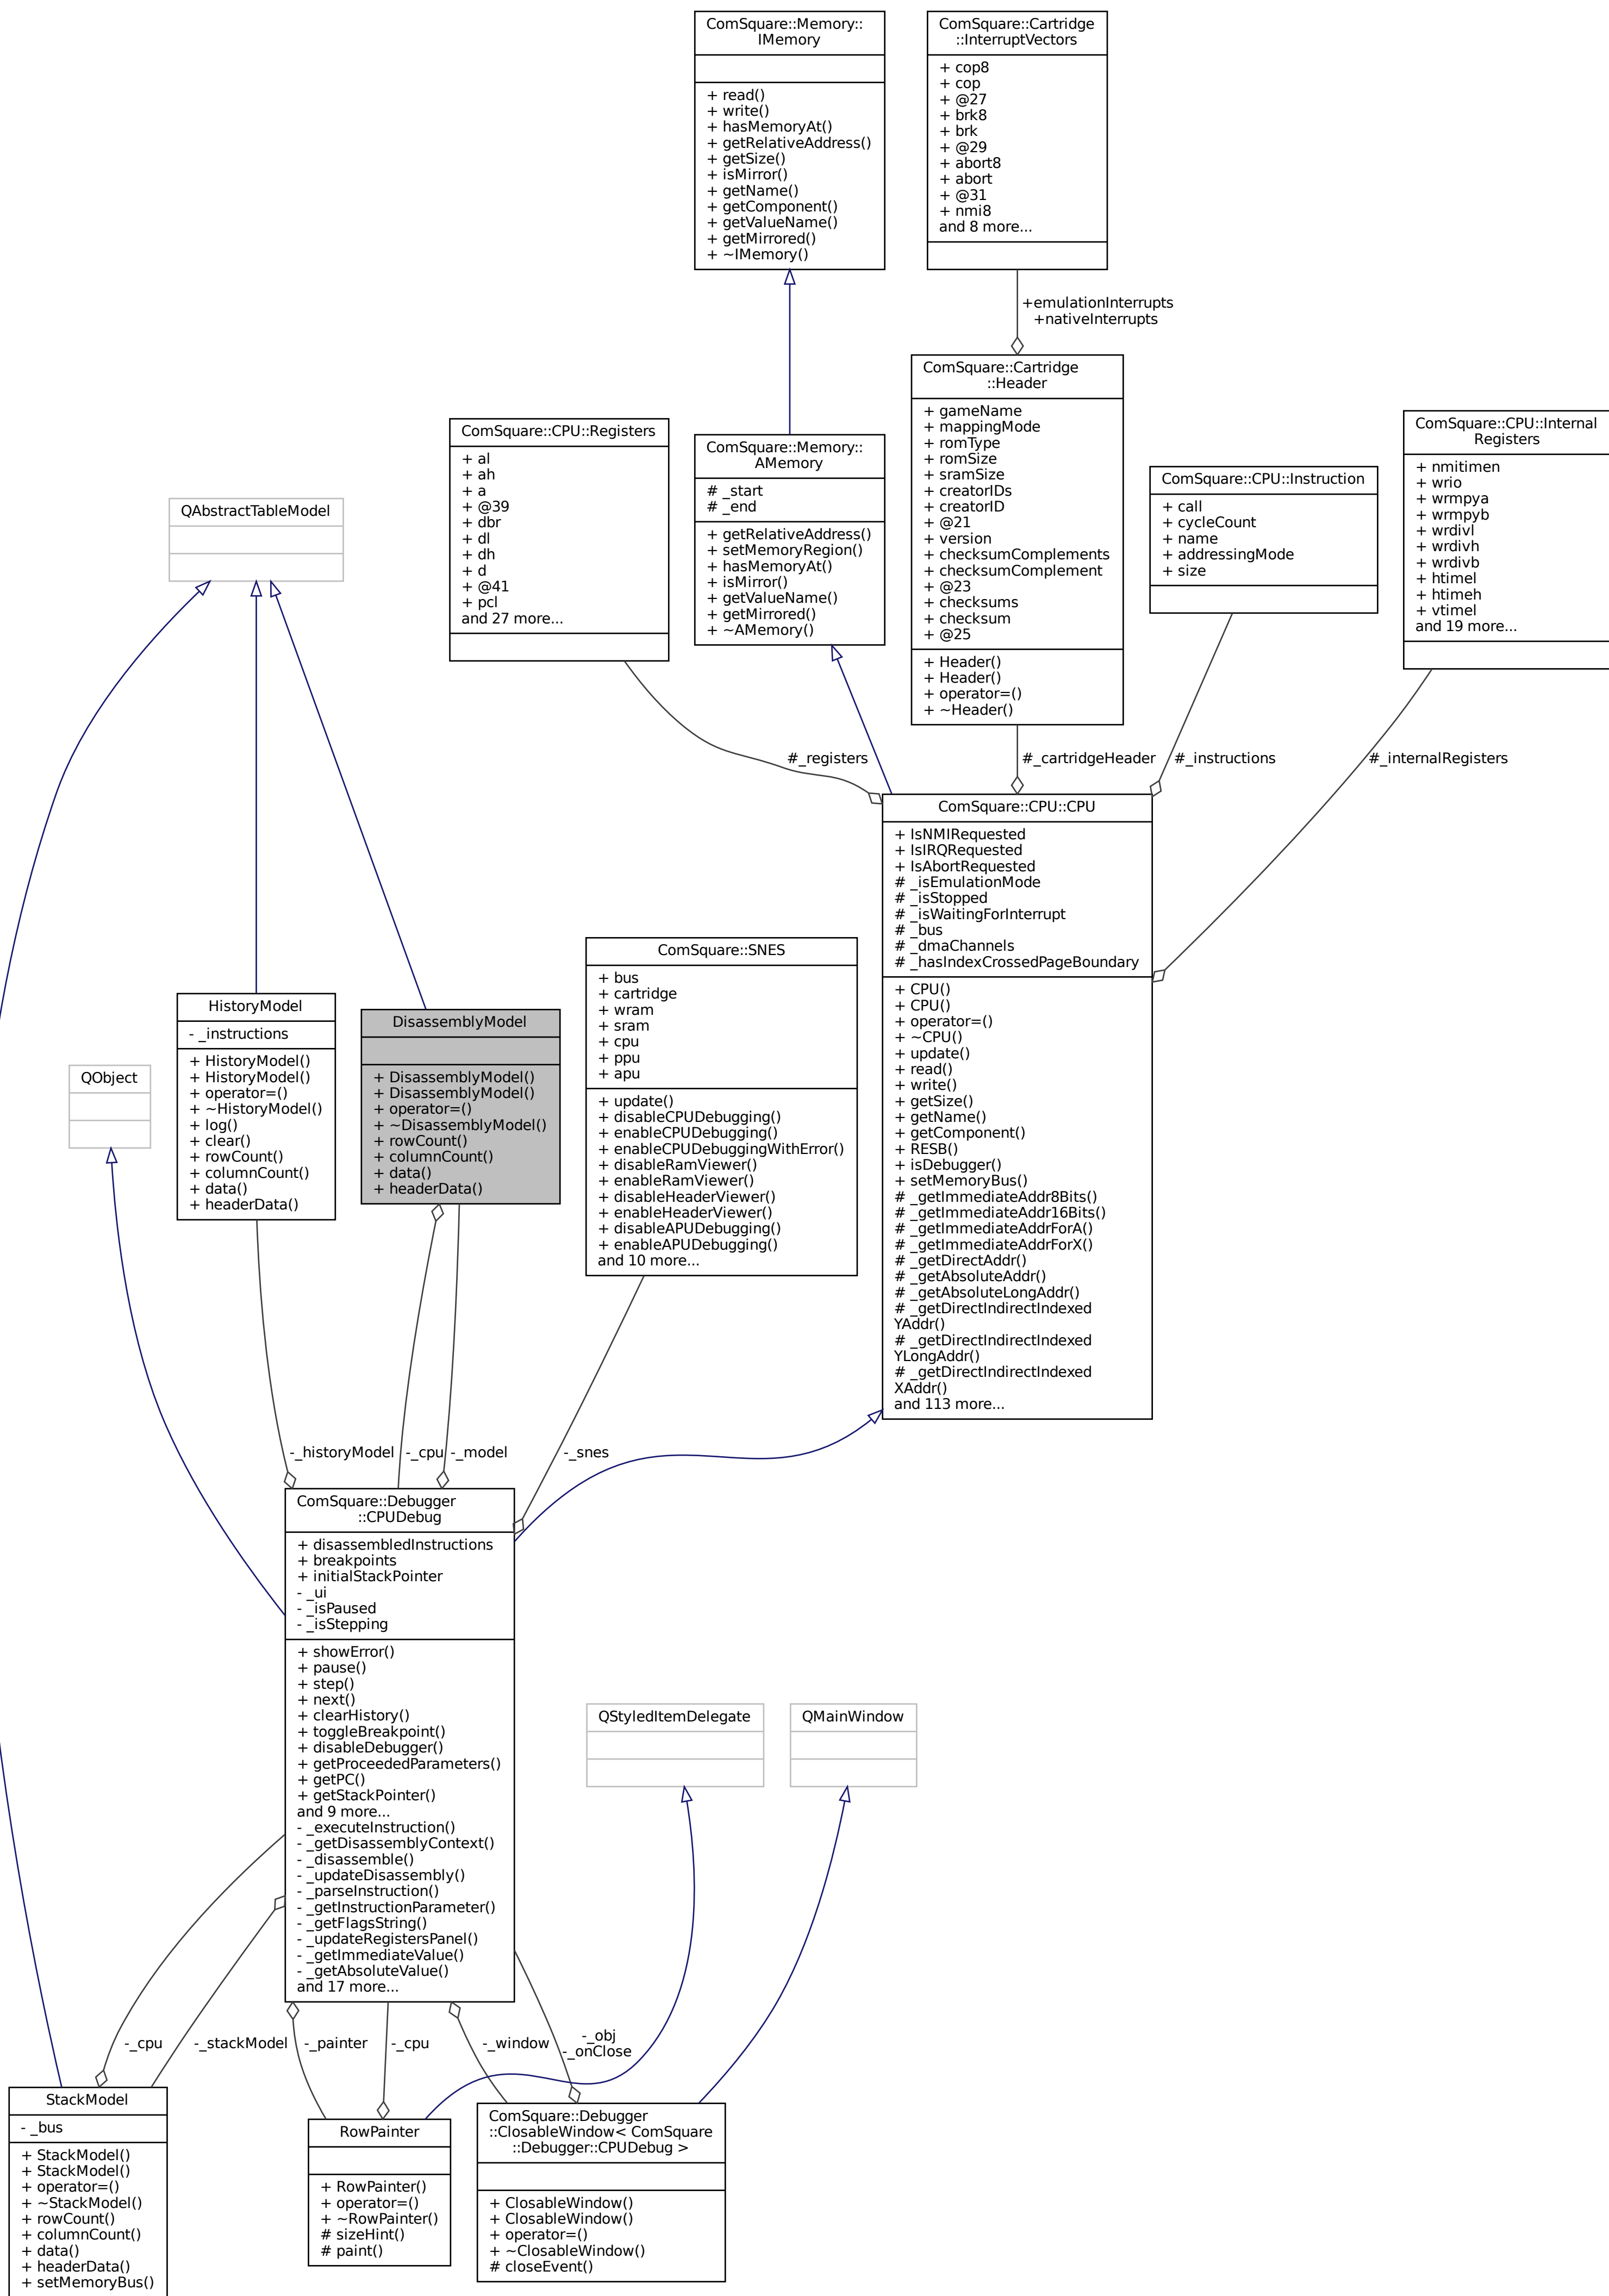 ComSquare::Memory::
IMemory
+ read()
+ write()
+ hasMemoryAt()
+ getRelativeAddress()
+ getSize()
+ isMirror()
+ getName()
+ getComponent()
+ getValueName()
+ getMirrored()
+ ~IMemory()
ComSquare::Cartridge
::InterruptVectors
+ cop8
+ cop
+ @27
+ brk8
+ brk
+ @29
+ abort8
+ abort
+ @31
+ nmi8
and 8 more...
+emulationInterrupts
+nativeInterrupts
ComSquare::Cartridge
::Header
+ gameName
+ mappingMode
+ romType
+ romSize
+ sramSize
+ creatorIDs
+ creatorID
+ @21
+ version
+ checksumComplements
+ checksumComplement
+ @23
+ checksums
+ checksum
+ @25
+ Header()
+ Header()
+ operator=()
+ ~Header()
ComSquare::CPU::Registers
+ al
+ ah
+ a
+ @39
+ dbr
+ dl
+ dh
+ d
+ @41
+ pcl
and 27 more...
ComSquare::Memory::
AMemory
# _start
# _end
+ getRelativeAddress()
+ setMemoryRegion()
+ hasMemoryAt()
+ isMirror()
+ getValueName()
+ getMirrored()
+ ~AMemory()
ComSquare::CPU::Instruction
+ call
+ cycleCount
+ name
+ addressingMode
+ size
ComSquare::CPU::Internal
Registers
+ nmitimen
+ wrio
+ wrmpya
+ wrmpyb
+ wrdivl
+ wrdivh
+ wrdivb
+ htimel
+ htimeh
+ vtimel
and 19 more...
QAbstractTableModel
#_registers
#_cartridgeHeader
#_instructions
#_internalRegisters
ComSquare::CPU::CPU
+ IsNMIRequested
+ IsIRQRequested
+ IsAbortRequested
# _isEmulationMode
# _isStopped
# _isWaitingForInterrupt
# _bus
# _dmaChannels
# _hasIndexCrossedPageBoundary
+ CPU()
+ CPU()
+ operator=()
+ ~CPU()
+ update()
+ read()
+ write()
+ getSize()
+ getName()
+ getComponent()
+ RESB()
+ isDebugger()
+ setMemoryBus()
# _getImmediateAddr8Bits()
# _getImmediateAddr16Bits()
# _getImmediateAddrForA()
# _getImmediateAddrForX()
# _getDirectAddr()
# _getAbsoluteAddr()
# _getAbsoluteLongAddr()
# _getDirectIndirectIndexed
YAddr()
# _getDirectIndirectIndexed
YLongAddr()
# _getDirectIndirectIndexed
XAddr()
and 113 more...
QObject
HistoryModel
- _instructions
+ HistoryModel()
+ HistoryModel()
+ operator=()
+ ~HistoryModel()
+ log()
+ clear()
+ rowCount()
+ columnCount()
+ data()
+ headerData()
DisassemblyModel
+ DisassemblyModel()
+ DisassemblyModel()
+ operator=()
+ ~DisassemblyModel()
+ rowCount()
+ columnCount()
+ data()
+ headerData()
ComSquare::SNES
+ bus
+ cartridge
+ wram
+ sram
+ cpu
+ ppu
+ apu
+ update()
+ disableCPUDebugging()
+ enableCPUDebugging()
+ enableCPUDebuggingWithError()
+ disableRamViewer()
+ enableRamViewer()
+ disableHeaderViewer()
+ enableHeaderViewer()
+ disableAPUDebugging()
+ enableAPUDebugging()
and 10 more...
-_historyModel
-_cpu
-_model
-_snes
ComSquare::Debugger
::CPUDebug
+ disassembledInstructions
+ breakpoints
+ initialStackPointer
- _ui
- _isPaused
- _isStepping
+ showError()
+ pause()
+ step()
+ next()
+ clearHistory()
+ toggleBreakpoint()
+ disableDebugger()
+ getProceededParameters()
+ getPC()
+ getStackPointer()
and 9 more...
- _executeInstruction()
- _getDisassemblyContext()
- _disassemble()
- _updateDisassembly()
- _parseInstruction()
- _getInstructionParameter()
- _getFlagsString()
- _updateRegistersPanel()
- _getImmediateValue()
- _getAbsoluteValue()
and 17 more...
QStyledItemDelegate
QMainWindow
-_cpu
-_stackModel
-_painter
-_cpu
-_window
-_obj
-_onClose
StackModel
- _bus
+ StackModel()
+ StackModel()
+ operator=()
+ ~StackModel()
+ rowCount()
+ columnCount()
+ data()
+ headerData()
+ setMemoryBus()
RowPainter
+ RowPainter()
+ operator=()
+ ~RowPainter()
# sizeHint()
# paint()
ComSquare::Debugger
::ClosableWindow< ComSquare
::Debugger::CPUDebug >
+ ClosableWindow()
+ ClosableWindow()
+ operator=()
+ ~ClosableWindow()
# closeEvent()